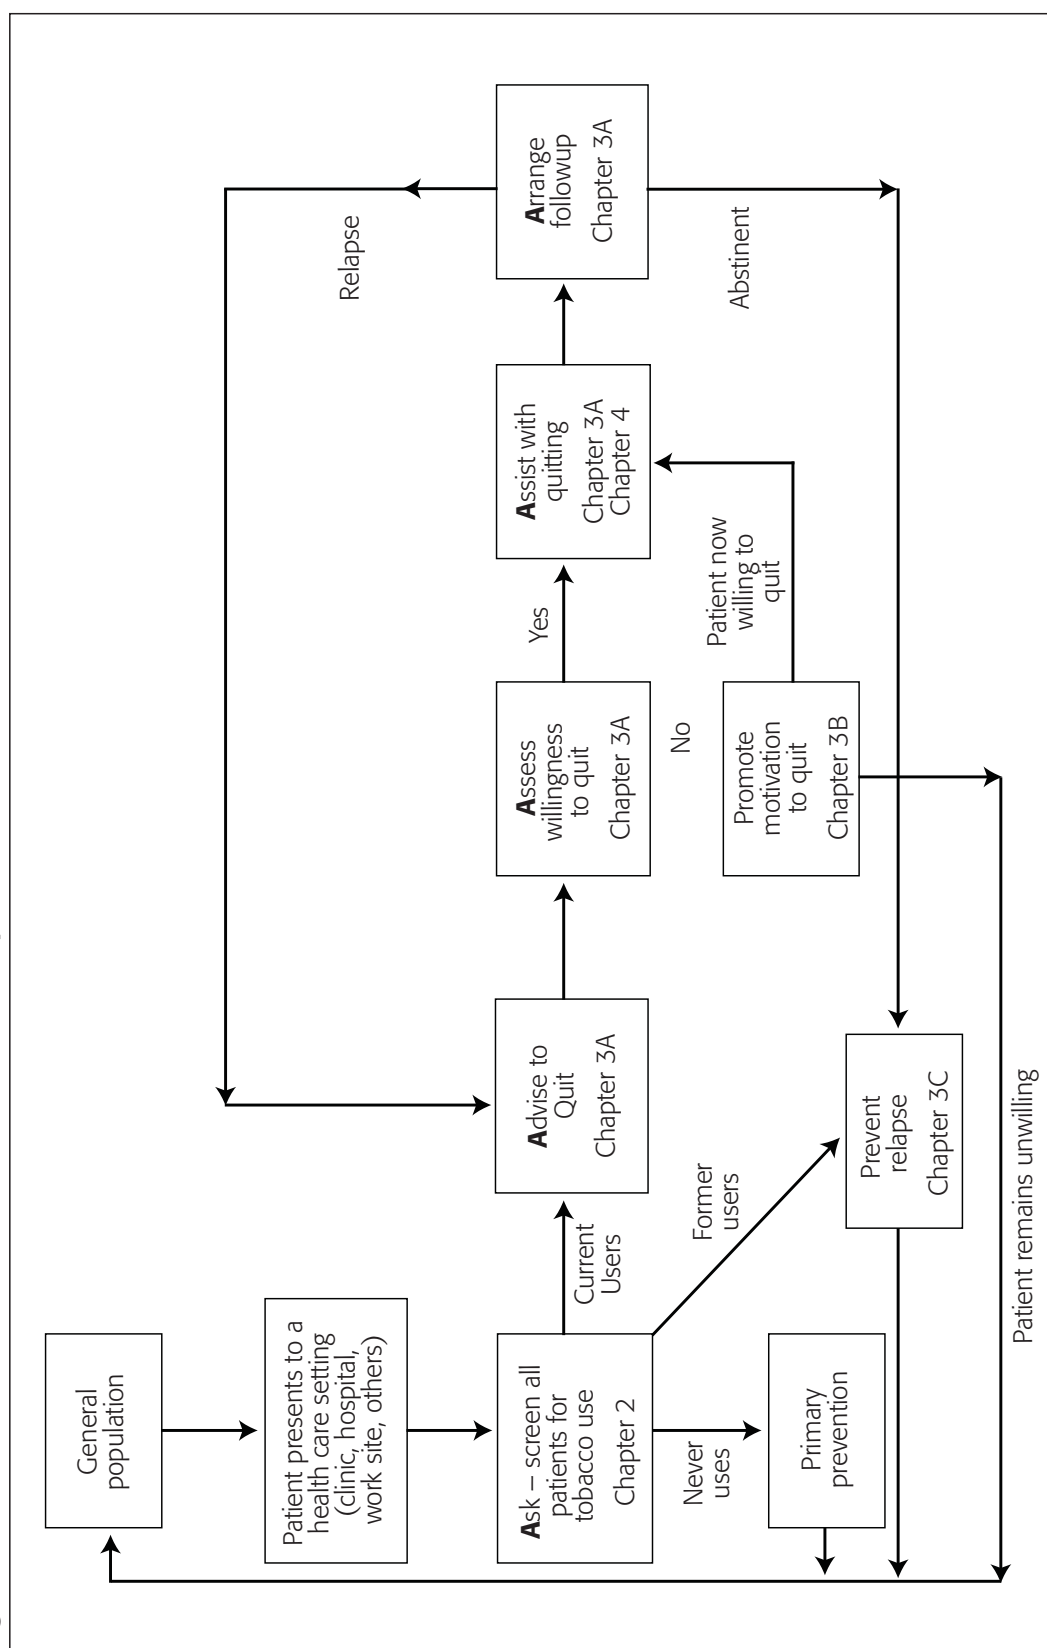 General
population
Patient presents to a
health care setting
(clinic, hospital,
work site, others)
Ask – screen all
patients for
tobacco use
Chapter 2
Current
Users
Former
users
Never
uses
Primary
prevention
Advise to
Quit
Chapter 3A
Assess
willingness
to quit
Chapter 3A
Yes
No
Assist with
quitting
Chapter 3A
Chapter 4
Arrange
followup
Chapter 3A
Relapse
Abstinent
Promote
motivation
to quit
Chapter 3B
Patient now
willing to
quit
Prevent
relapse
Chapter 3C
Patient remains unwilling